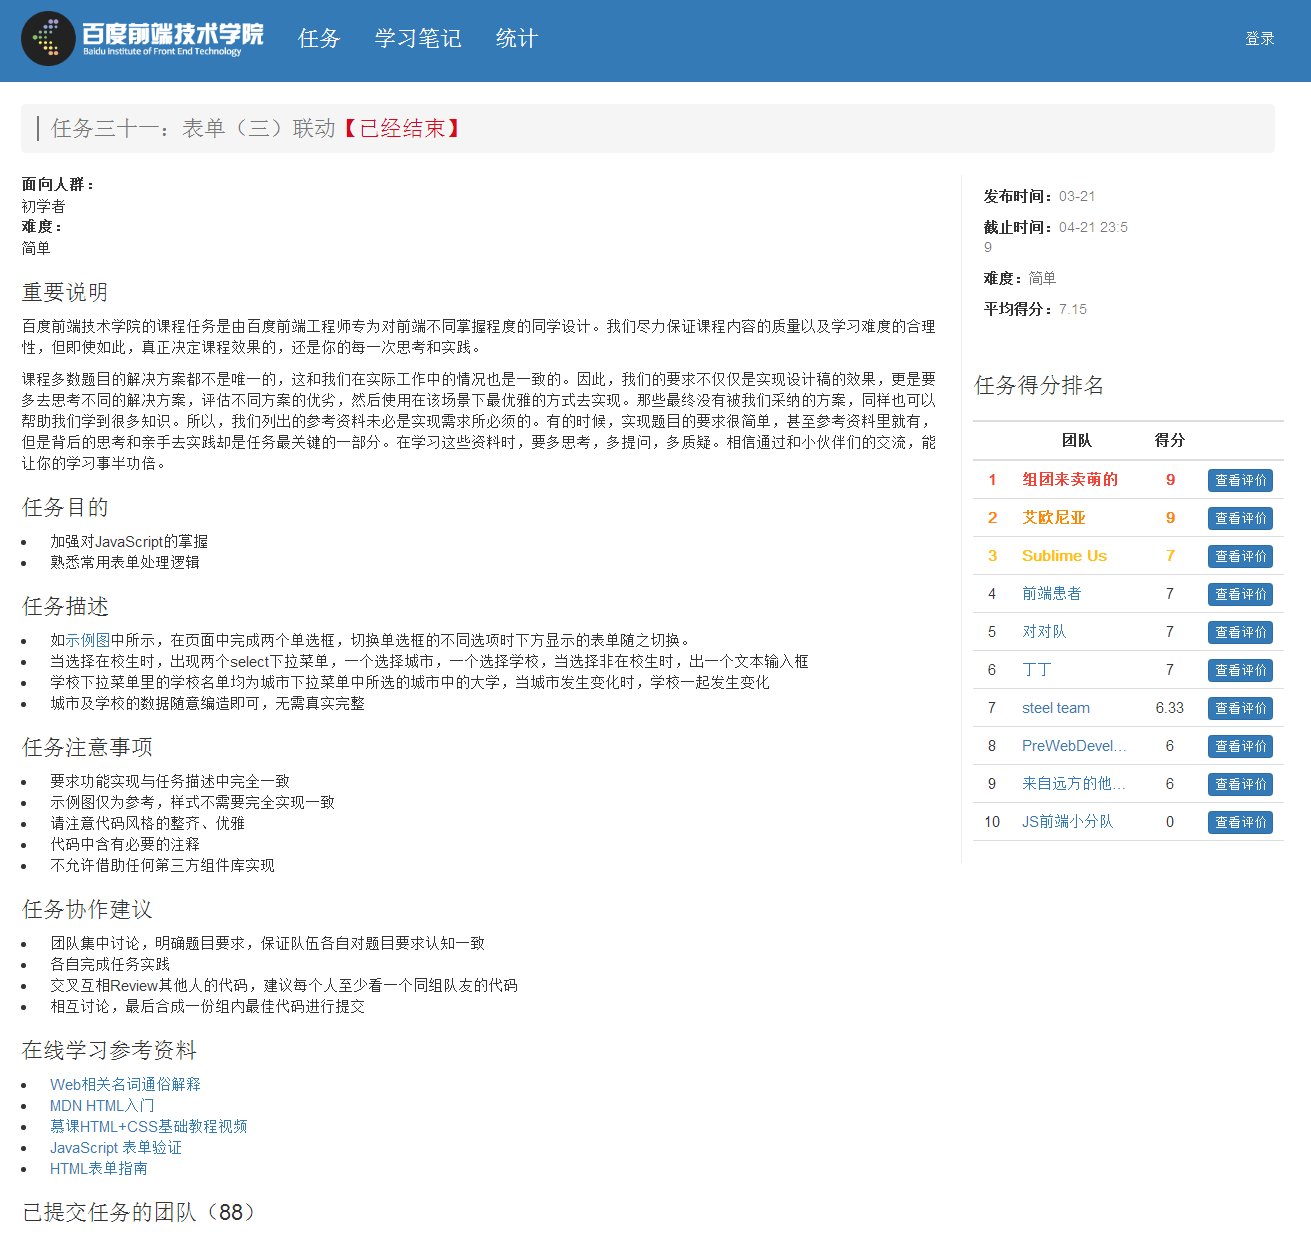 百度前端技术学院
Baidu Institute of Front End Technology
任务 学习笔记 统计
登录
任务三十一：表单（三）联动【已经结束】
面向人群：
初学者
难度：
简单
重要说明
百度前端技术学院的课程任务是由百度前端工程师专为对前端不同掌握程度的同学设计。我们尽力保证课程内容的质量以及学习难度的合理
性，但即使如此，真正决定课程效果的，还是你的每一次思考和实践。
课程多数题目的解决方案都不是唯一的，这和我们在实际工作中的情况也是一致的。因此，我们的要求不仅仅是实现设计稿的效果，更是要
多去思考不同的解决方案，评估不同方案的优劣，然后使用在该场景下最优雅的方式去实现。那些最终没有被我们采纳的方案，同样也可以
帮助我们学到很多知识。所以，我们列出的参考资料未必是实现需求所必须的。有的时候，实现题目的要求很简单，甚至参考资料里就有，
但是背后的思考和亲手去实践却是任务最关键的一部分。在学习这些资料时，要多思考，多提问，多质疑。相信通过和小伙伴们的交流，能
让你的学习事半功倍。
任务目的
加强对JavaScript的掌握
熟悉常用表单处理逻辑
任务描述
如示例图中所示，在页面中完成两个单选框，切换单选框的不同选项时下方显示的表单随之切换。
当选择在校生时，出现两个select下拉菜单，一个选择城市，一个选择学校，当选择非在校生时，出一个文本输入框
学校下拉菜单里的学校名单均为城市下拉菜单中所选的城市中的大学，当城市发生变化时，学校一起发生变化
城市及学校的数据随意编造即可，无需真实完整
任务注意事项
要求功能实现与任务描述中完全一致
示例图仅为参考，样式不需要完全实现一致
请注意代码风格的整齐、优雅
代码中含有必要的注释
不允许借助任何第三方组件库实现
任务协作建议
团队集中讨论，明确题目要求，保证队伍各自对题目要求认知一致
各自完成任务实践
交叉互相Review其他人的代码，建议每个人至少看一个同组队友的代码
相互讨论，最后合成一份组内最佳代码进行提交
在线学习参考资料
Web相关名词通俗解释
MDN HTML入门
慕课HTML+CSS基础教程视频
JavaScript 表单验证
HTML表单指南
已提交任务的团队（88）
发布时间：03-21
截止时间：04-21 23:5
9
难度：简单
平均得分：7.15
任务得分排名
团队 得分
1 组团来卖萌的 9 查看评价
2 艾欧尼亚 9 查看评价
3 Sublime Us 7 查看评价
4 前端患者 7 查看评价
5 对对队 7 查看评价
6 丁丁 7 查看评价
7 steel team 6.33 查看评价
8 PreWebDevel... 6 查看评价
9 来自远方的他... 6 查看评价
10 JS前端小分队 0 查看评价